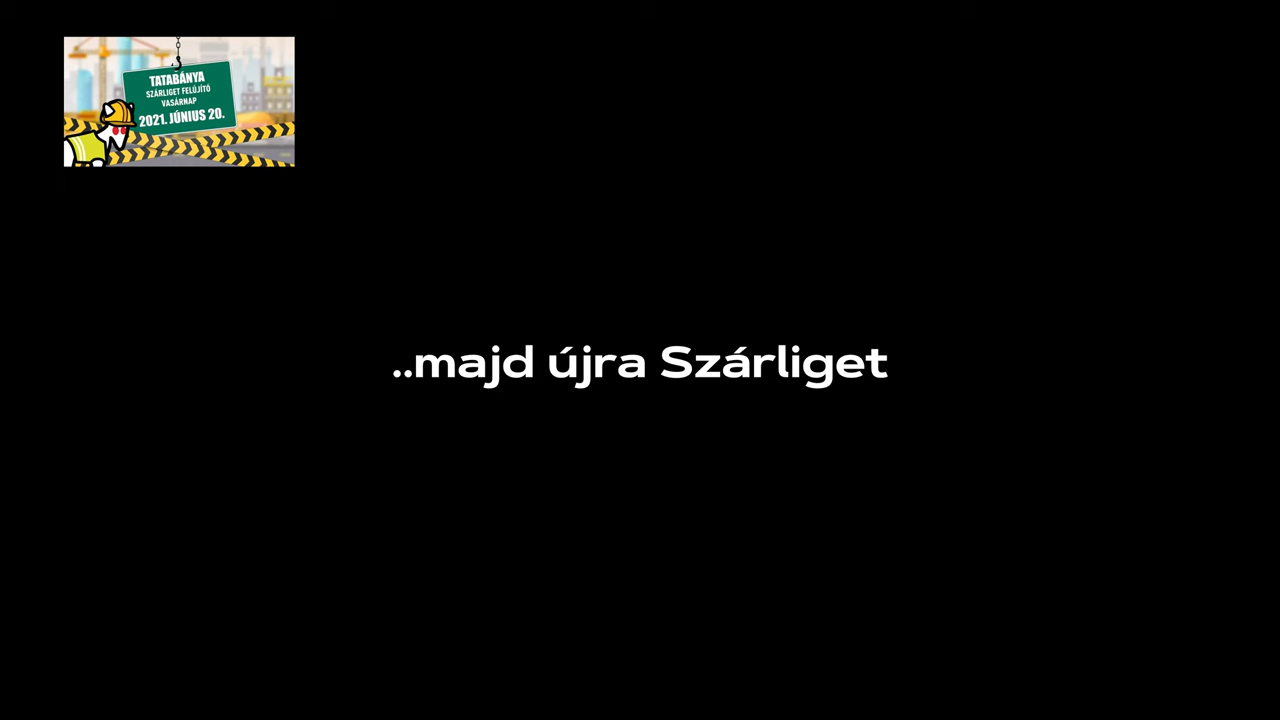 TATABÁNYA
SZÁRLIGET FELÚJÍTÓ
VASÁRNAP
2021. JÚNIUS 20.
..majd újra Szárliget